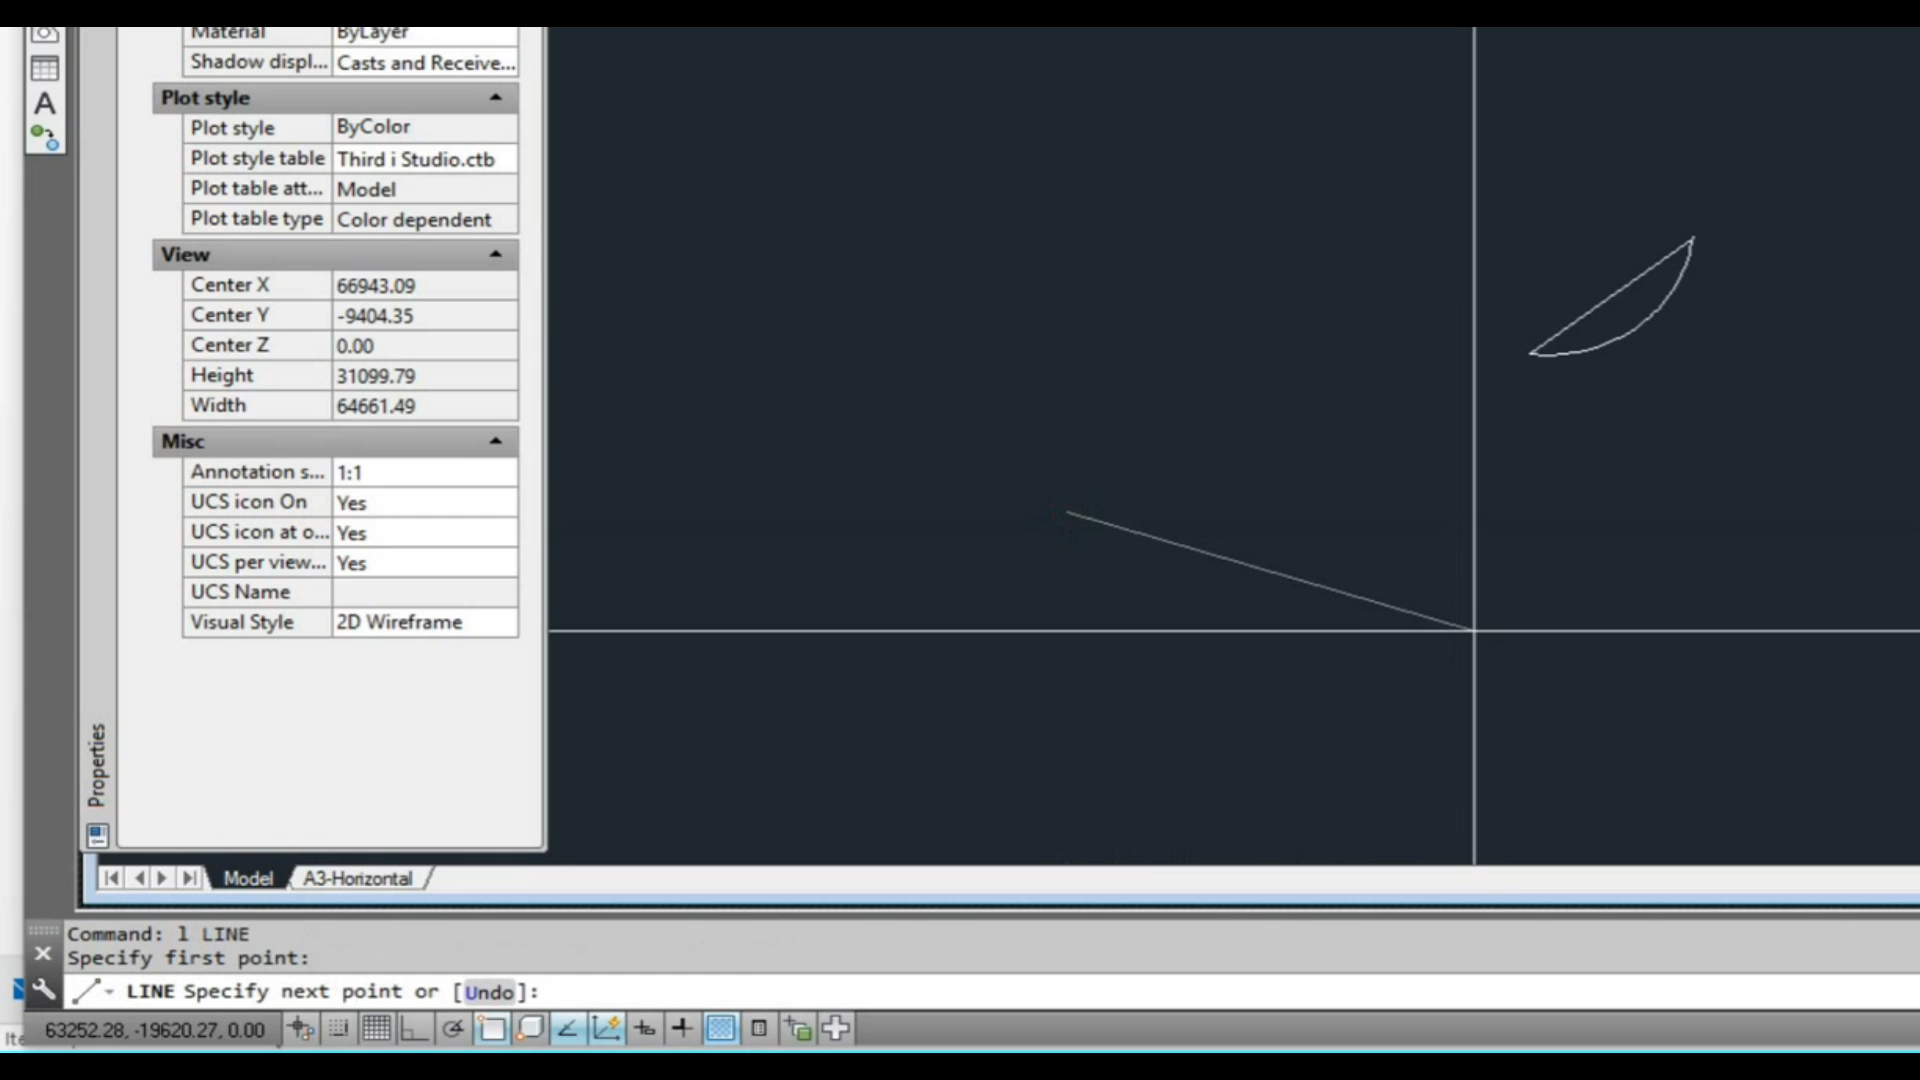 Material ByLayer
Shadow displ... Casts and Receive...
Plot style
Plot style ByColor
Plot style table Third i Studio.ctb
Plot table att... Model
Plot table type Color dependent
View
Center X 66943.09
Center Y -9404.35
Center Z 0.00
Height 31099.79
Width 64661.49
Misc
Annotation s... 1:1
UCS icon On Yes
UCS icon at o... Yes
UCS per view... Yes
UCS Name
Visual Style 2D Wireframe
Properties
Model A3-Horizontal
Command: l LINE
Specify first point:
LINE Specify next point or [Undo]:
63252.28, -19620.27, 0.00
Ite